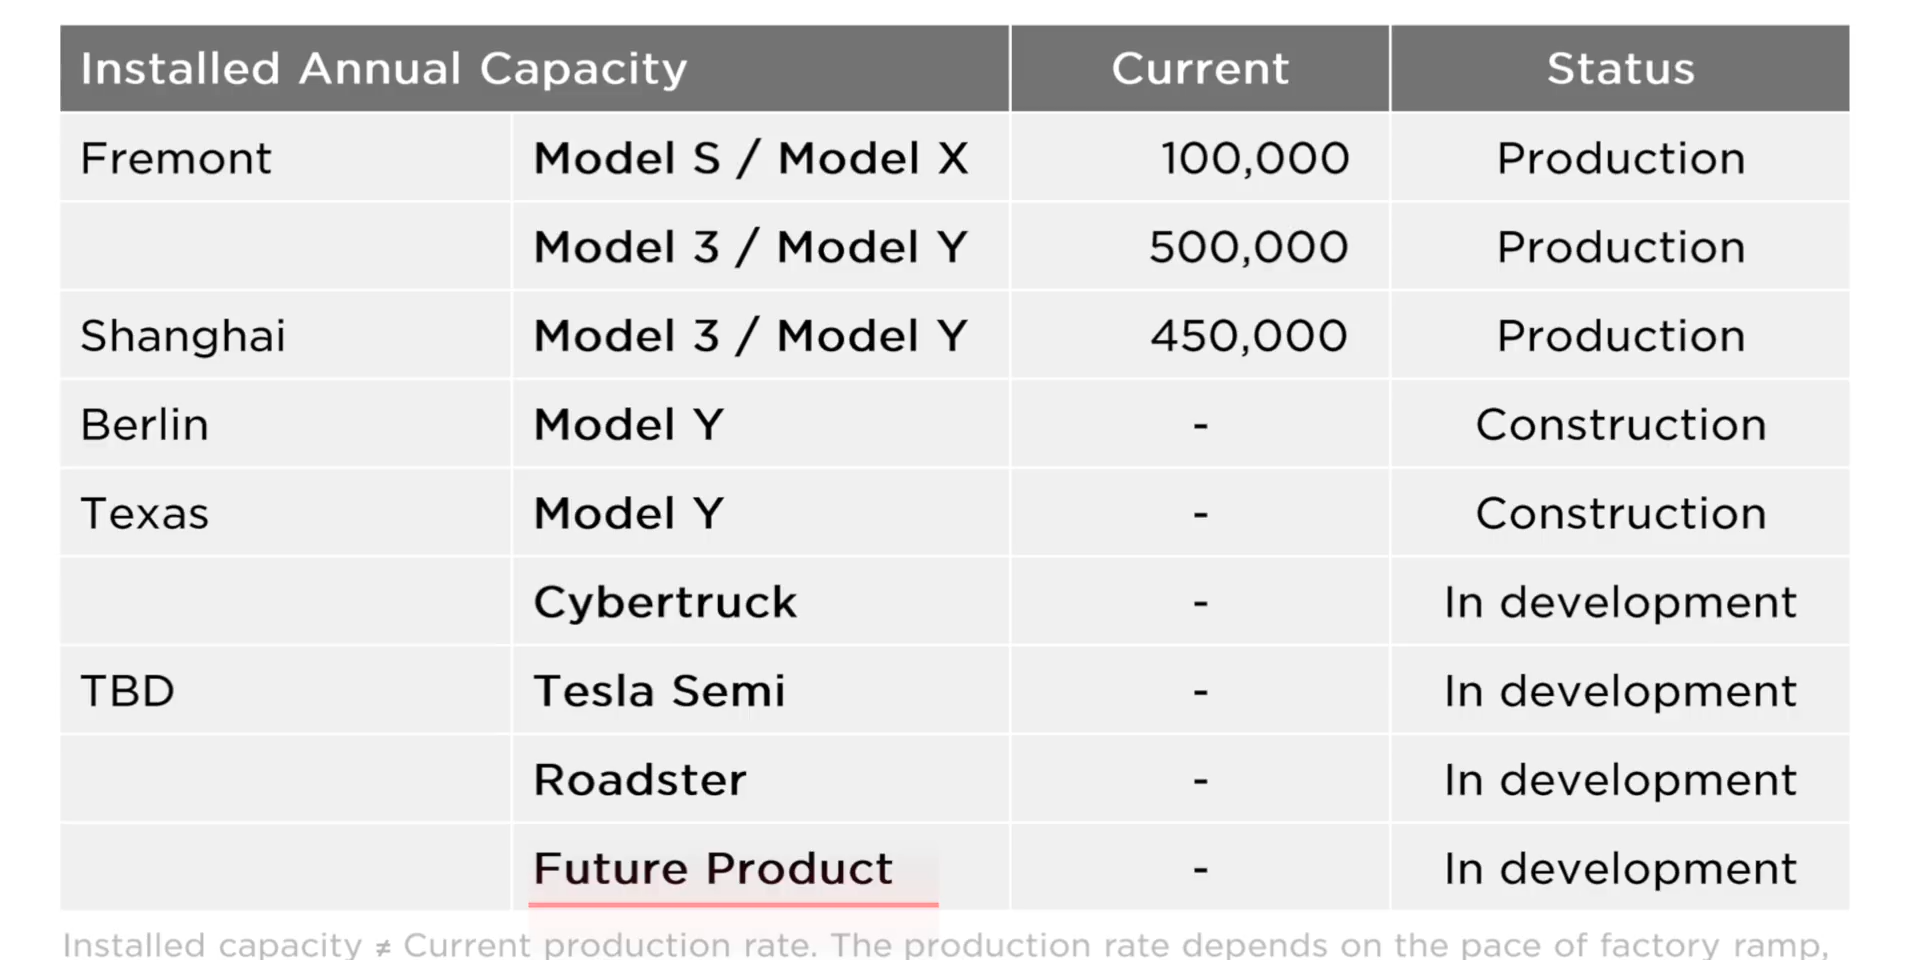 Installed Annual Capacity Current Status
Fremont Model S / Model X 100,000 Production
Model 3 / Model Y 500,000 Production
Shanghai Model 3 / Model Y 450,000 Production
Berlin Model Y - Construction
Texas Model Y - Construction
Cybertruck - In development
TBD Tesla Semi - In development
Roadster - In development
Future Product - In development
Installed capacity ≠ Current production rate. The production rate depends on the pace of factory ramp,